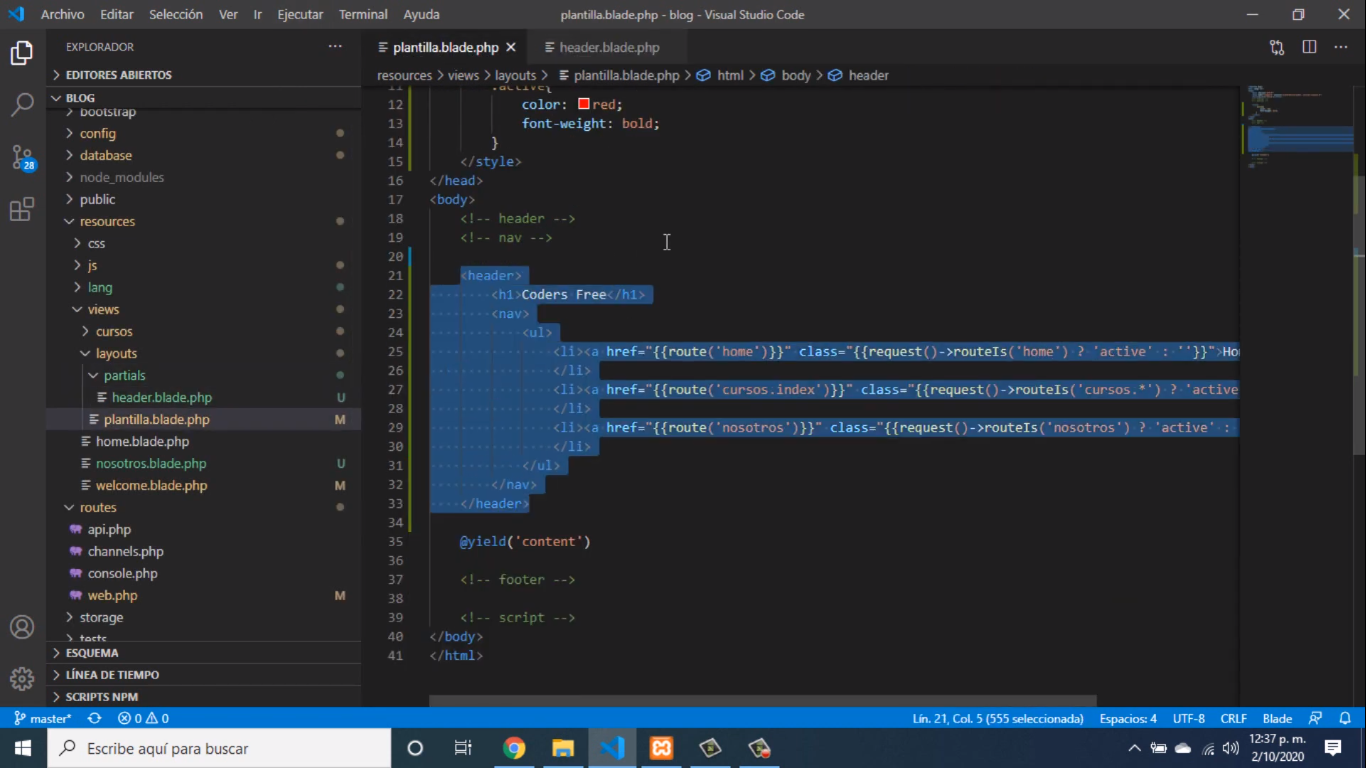 Archivo Editar Selección Ver Ir Ejecutar Terminal Ayuda plantilla.blade.php - blog - Visual Studio Code
EXPLORADOR
EDITORES ABIERTOS
BLOG
bootstrap
config
database
node_modules
public
resources
css
js
lang
views
cursos
layouts
partials
header.blade.php U
plantilla.blade.php M
home.blade.php
nosotros.blade.php U
welcome.blade.php M
routes
api.php
channels.php
console.php
web.php M
storage
tests
ESQUEMA
LÍNEA DE TIEMPO
SCRIPTS NPM
28
plantilla.blade.php header.blade.php
resources > views > layouts > plantilla.blade.php > html > body > header
11 .active{
12 color: red;
13 font-weight: bold;
14 }
15 </style>
16 </head>
17 <body>
18 <!-- header -->
19 <!-- nav -->
20
21 <header>
22 <h1>Coders Free</h1>
23 <nav>
24 <ul>
25 <li><a href="{{route('home')}}" class="{{request()->routeIs('home') ? 'active' : ''}}">Ho
26 </li>
27 <li><a href="{{route('cursos.index')}}" class="{{request()->routeIs('cursos.*') ? 'active
28 </li>
29 <li><a href="{{route('nosotros')}}" class="{{request()->routeIs('nosotros') ? 'active' :
30 </li>
31 </ul>
32 </nav>
33 </header>
34
35 @yield('content')
36
37 <!-- footer -->
38
39 <!-- script -->
40 </body>
41 </html>
master* 0 0 Lín. 21, Col. 5 (555 seleccionada) Espacios: 4 UTF-8 CRLF Blade
Escribe aquí para buscar
12:37 p. m.
2/10/2020